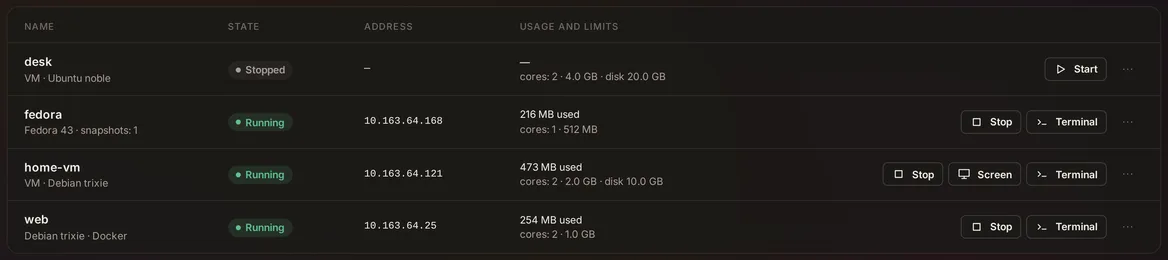 NAME STATE ADDRESS USAGE AND LIMITS
desk
VM · Ubuntu noble
Stopped
–
—
cores: 2 · 4.0 GB · disk 20.0 GB
Start
···
fedora
Fedora 43 · snapshots: 1
Running
10.163.64.168
216 MB used
cores: 1 · 512 MB
Stop
Terminal
···
home-vm
VM · Debian trixie
Running
10.163.64.121
473 MB used
cores: 2 · 2.0 GB · disk 10.0 GB
Stop
Screen
Terminal
···
web
Debian trixie · Docker
Running
10.163.64.25
254 MB used
cores: 2 · 1.0 GB
Stop
Terminal
···